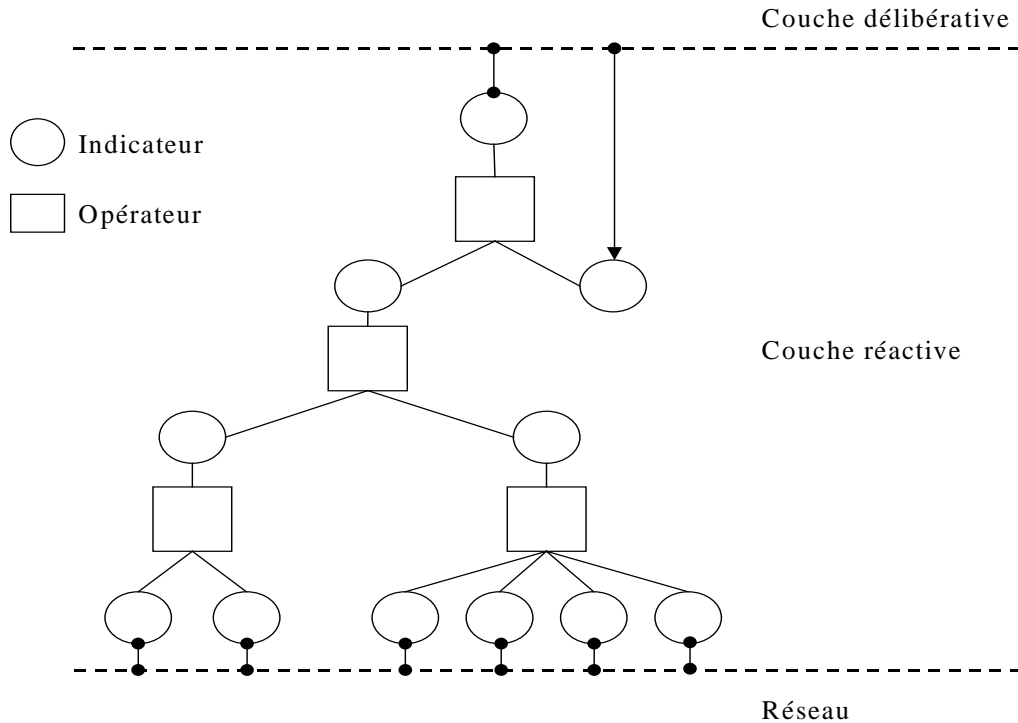 Couche délibérative
Indicateur
Opérateur
Couche réactive
Réseau